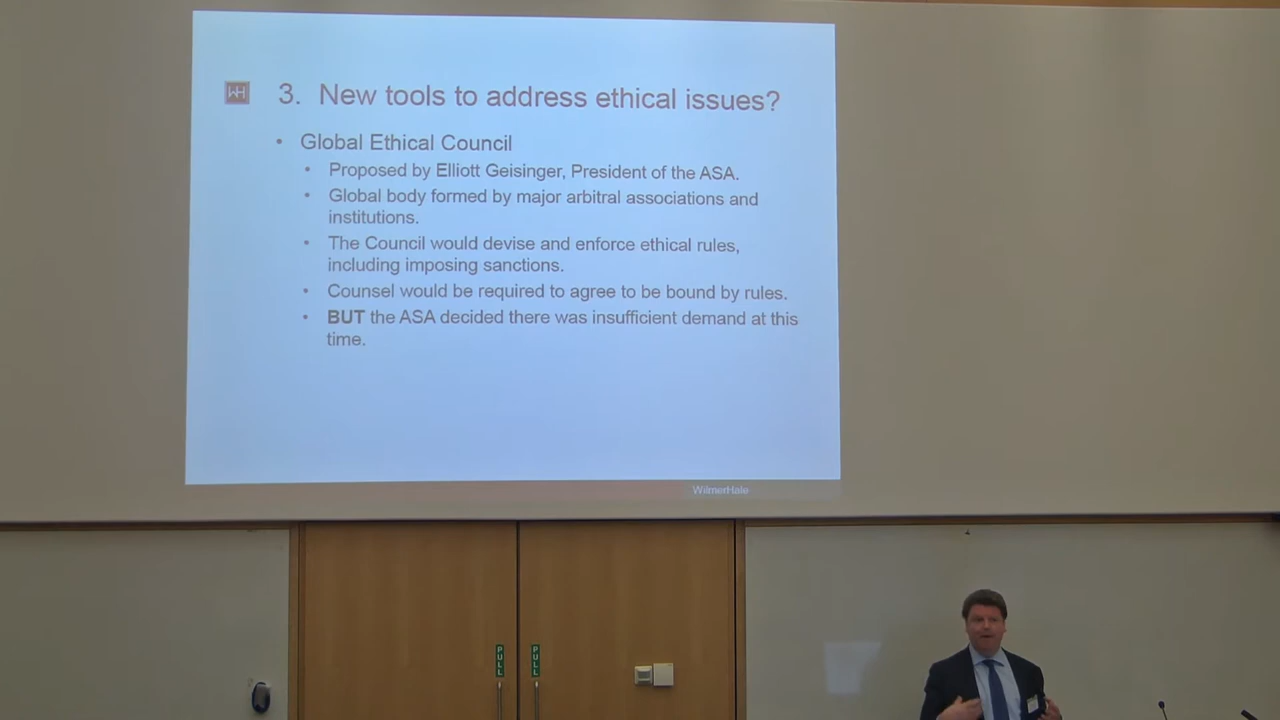 WH
3. New tools to address ethical issues?
• Global Ethical Council
• Proposed by Elliott Geisinger, President of the ASA.
• Global body formed by major arbitral associations and
institutions.
• The Council would devise and enforce ethical rules,
including imposing sanctions.
• Counsel would be required to agree to be bound by rules.
• BUT the ASA decided there was insufficient demand at this
time.
WilmerHale
PULL
PULL